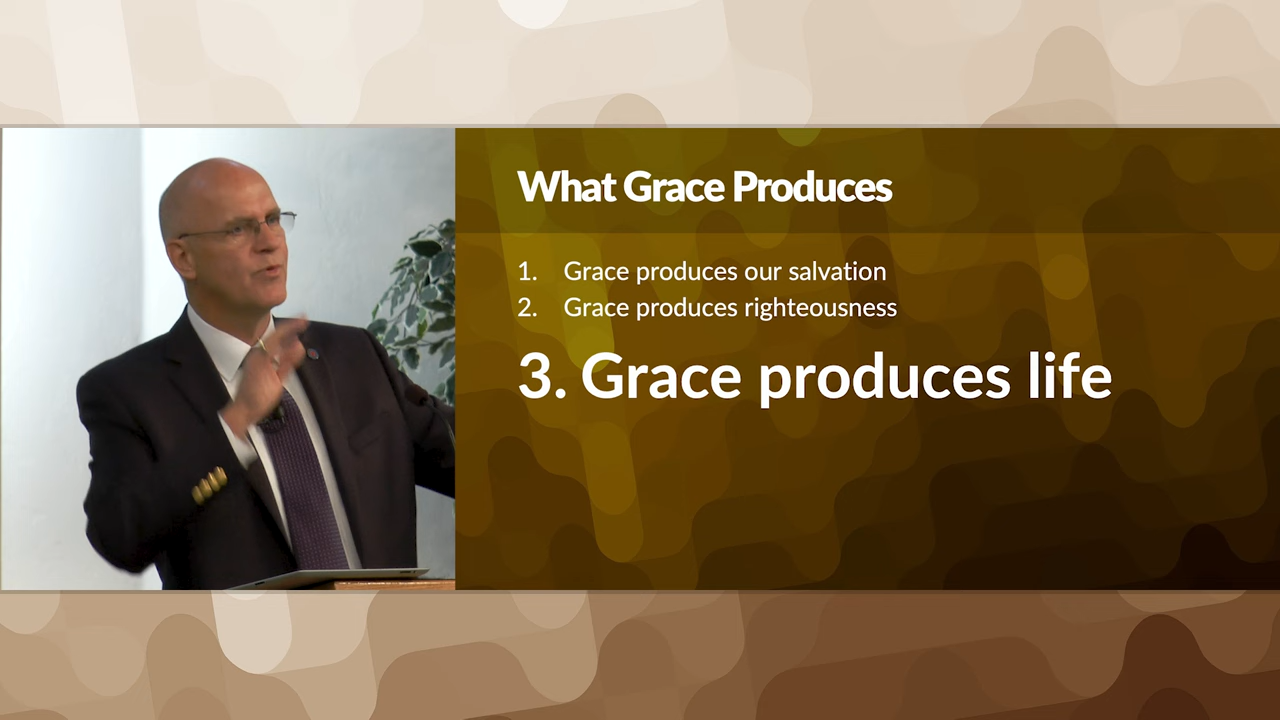 What Grace Produces
1. Grace produces our salvation
2. Grace produces righteousness
3. Grace produces life